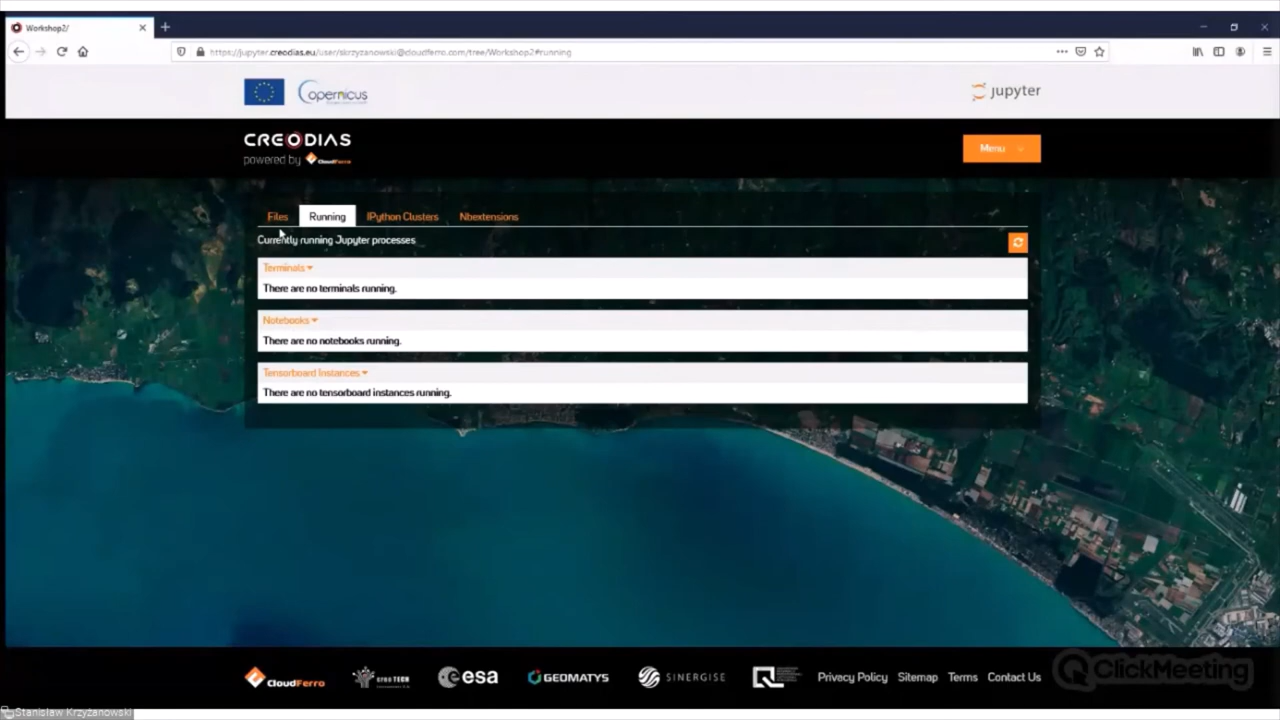 Workshop2/
https://jupyter.creodias.eu/user/skrzyzanowski@cloudferro.com/tree/Workshop2#running
opernicus
jupyter
CREODIAS
powered by CloudFerro
Menu
Files Running IPython Clusters Nbextensions
Currently running Jupyter processes
Terminals
There are no terminals running.
Notebooks
There are no notebooks running.
Tensorboard Instances
There are no tensorboard instances running.
CloudFerro esa GEOMATYS SINERGISE Privacy Policy Sitemap Terms Contact Us
ClickMeeting
Stanisław Krzyżanowski